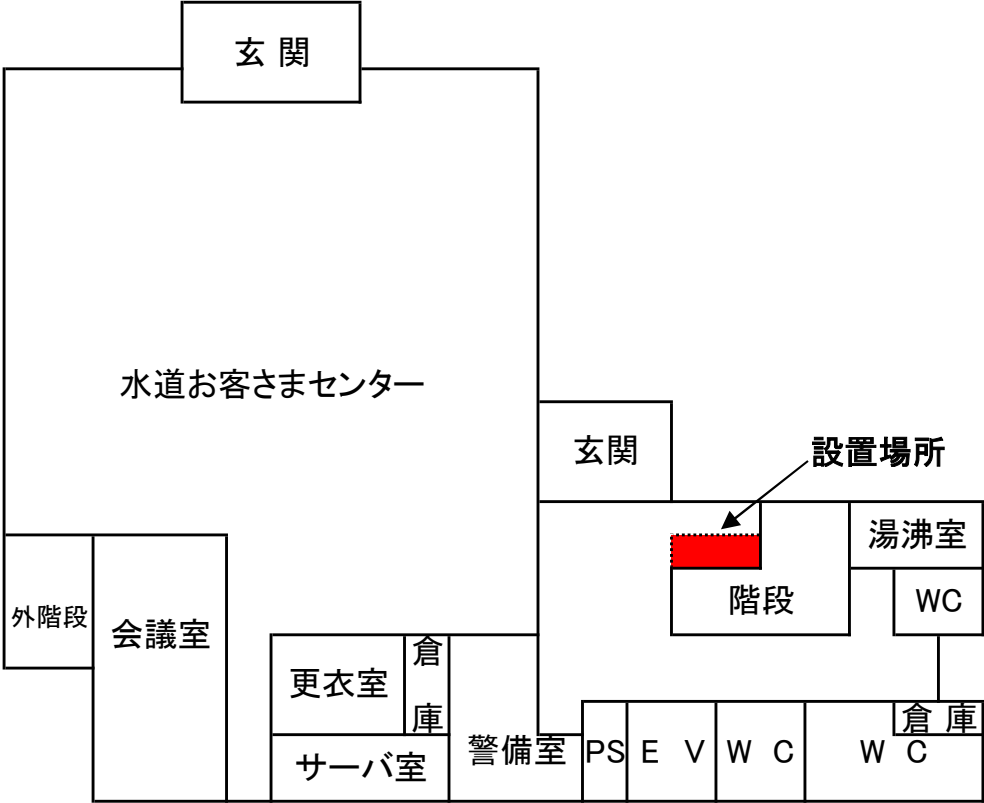 玄 関
水道お客さまセンター
玄関
設置場所
湯沸室
階段
WC
外階段
会議室
更衣室
倉
庫
サーバ室
警備室
PS
E V
W C
W C
倉 庫